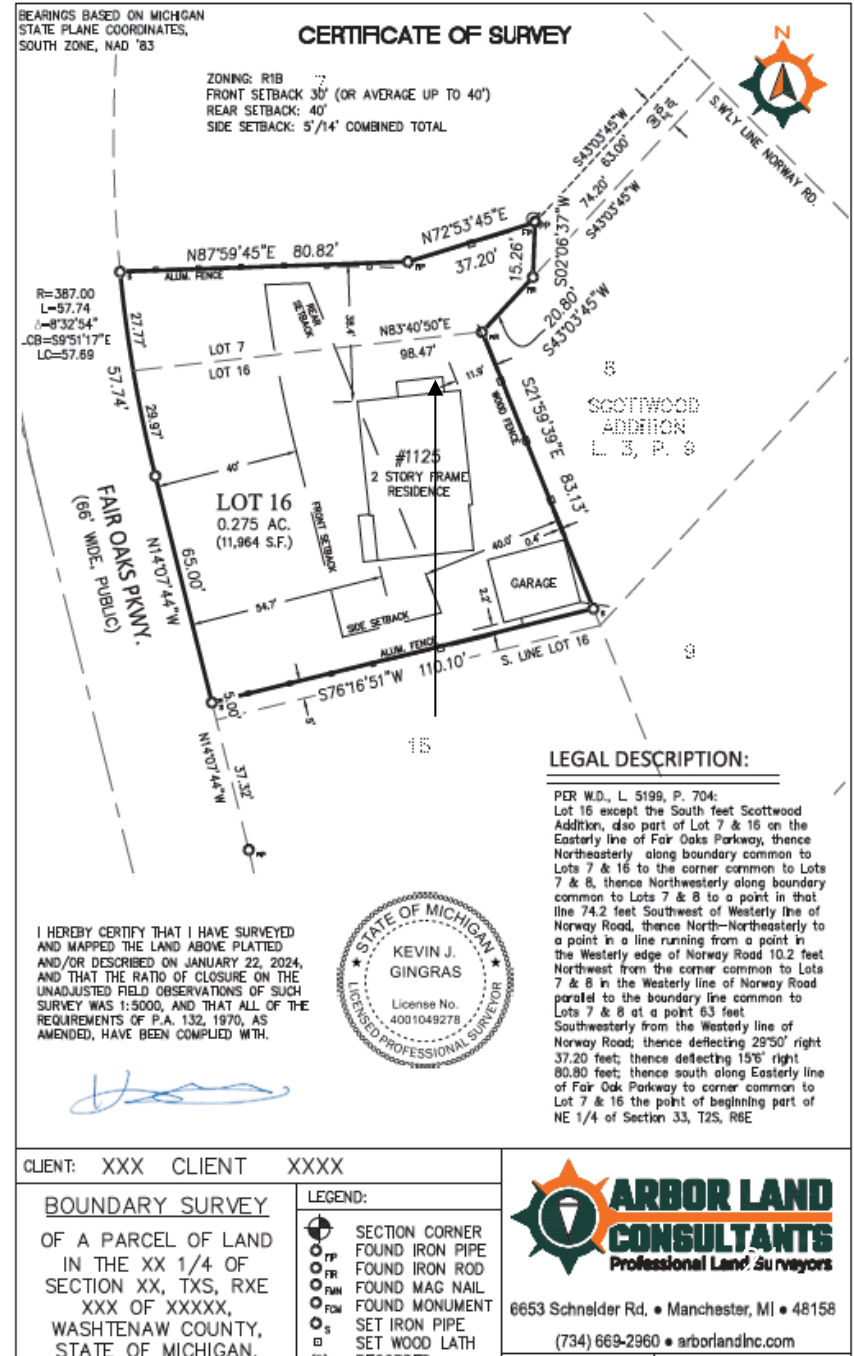 BEARINGS BASED ON MICHIGAN
STATE PLANE COORDINATES,
SOUTH ZONE, NAD '83
CERTIFICATE OF SURVEY
N
ZONING: R1B
7
FRONT SETBACK 30' (OR AVERAGE UP TO 40')
REAR SETBACK: 40'
SIDE SETBACK: 5'/14' COMBINED TOTAL
S.W'LY LINE NORWAY RD.
S43°03'45"W
63.00'
74.20'
S43°03'45"W
N72°53'45"E
37.20'
15.26'
S02°06'37"W
N87°59'45"E 80.82'
ALUM. FENCE
20.80'
S43°03'45"W
R=387.00
L=57.74
CB=S9°51'17"E
LC=57.69
27.77'
57.74'
29.97'
REAR
SETBACK
38.4'
N83°40'50"E
98.47'
LOT 7
LOT 16
11.9'
WOOD FENCE
S21°59'39"E
83.13'
8
SCOTTWOOD
ADDITION
L. 3, P. 9
#1125
2 STORY FRAME
RESIDENCE
40'
LOT 16
0.275 AC.
(11,964 S.F.)
FRONT SETBACK
FAIR OAKS PKWY.
(66' WIDE, PUBLIC)
N14°07'44"W
65.00'
40.0'
0.4'
GARAGE
2.2'
54.7'
SIDE SETBACK
ALUM. FENCE
S76°16'51"W 110.10'
S. LINE LOT 16
9
5.00'
5'
N14°07'44"W
37.32'
15
LEGAL DESCRIPTION:
PER W.D., L. 5199, P. 704:
Lot 16 except the South feet Scottwood
Addition, also part of Lot 7 & 16 on the
Easterly line of Fair Oaks Parkway, thence
Northeasterly along boundary common to
Lots 7 & 16 to the corner common to Lots
7 & 8, thence Northwesterly along boundary
common to Lots 7 & 8 to a point in that
line 74.2 feet Southwest of Westerly line of
Norway Road, thence North-Northeasterly to
a point in a line running from a point in
the Westerly edge of Norway Road 10.2 feet
Northwest from the corner common to Lots
7 & 8 in the Westerly line of Norway Road
parallel to the boundary line common to
Lots 7 & 8 at a point 63 feet
Southwesterly from the Westerly line of
Norway Road; thence deflecting 29°50' right
37.20 feet; thence deflecting 15°6' right
80.80 feet; thence south along Easterly line
of Fair Oak Parkway to corner common to
Lot 7 & 16 the point of beginning part of
NE 1/4 of Section 33, T2S, R6E
I HEREBY CERTIFY THAT I HAVE SURVEYED
AND MAPPED THE LAND ABOVE PLATTED
AND/OR DESCRIBED ON JANUARY 22, 2024,
AND THAT THE RATIO OF CLOSURE ON THE
UNADJUSTED FIELD OBSERVATIONS OF SUCH
SURVEY WAS 1:5000, AND THAT ALL OF THE
REQUIREMENTS OF P.A. 132, 1970, AS
AMENDED, HAVE BEEN COMPLIED WITH.
STATE OF MICHIGAN
KEVIN J.
GINGRAS
License No.
4001049278
LICENSED PROFESSIONAL SURVEYOR
CLIENT: XXX CLIENT XXXX
BOUNDARY SURVEY
OF A PARCEL OF LAND
IN THE XX 1/4 OF
SECTION XX, TXS, RXE
XXX OF XXXXX,
WASHTENAW COUNTY,
STATE OF MICHIGAN.
LEGEND:
SECTION CORNER
FIP FOUND IRON PIPE
FIR FOUND IRON ROD
FMN FOUND MAG NAIL
FCM FOUND MONUMENT
S SET IRON PIPE
SET WOOD LATH
ARBOR LAND
CONSULTANTS
Professional Land Surveyors
6653 Schneider Rd. • Manchester, MI • 48158
(734) 669-2960 • arborlandinc.com